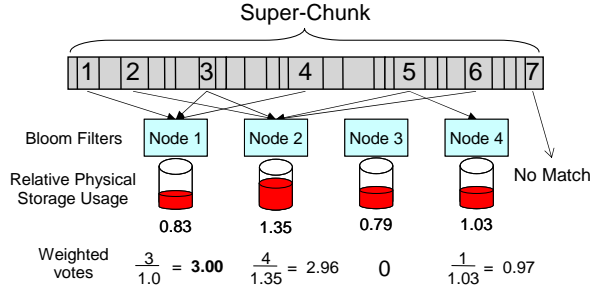 Super-Chunk
1 2 3 4 5 6 7
Bloom Filters Node 1 Node 2 Node 3 Node 4
No Match
Relative Physical
Storage Usage
0.83 1.35 0.79 1.03
Weighted
votes
3/1.0 = 3.00 4/1.35 = 2.96 0 1/1.03 = 0.97